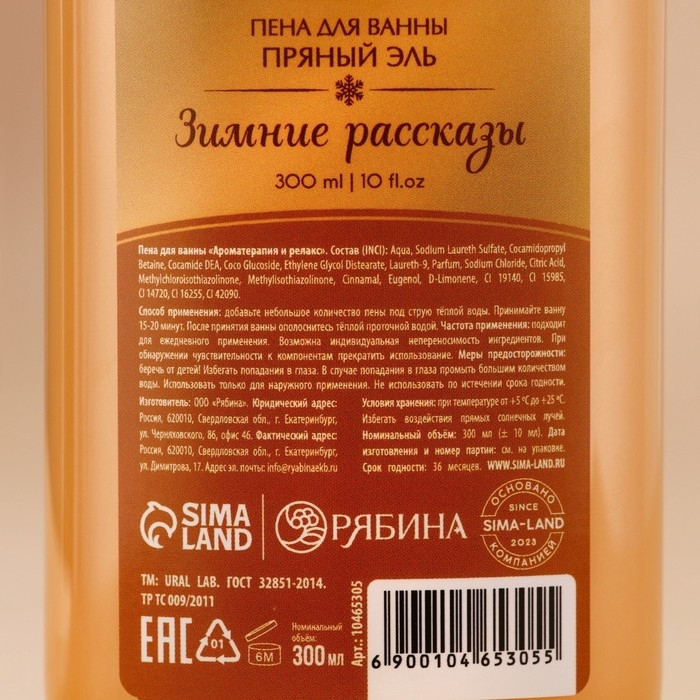 ПЕНА ДЛЯ ВАННЫ
ПРЯНЫЙ ЭЛЬ
Зимние рассказы
300 ml | 10 fl.oz
Пена для ванны «Ароматерапия и релакс». Состав (INCI): Aqua, Sodium Laureth Sulfate, Cocamidopropyl
Betaine, Cocamide DEA, Coco Glucoside, Ethylene Glycol Distearate, Laureth-9, Parfum, Sodium Chloride, Citric Acid,
Methylchloroisothiazolinone, Methylisothiazolinone, Cinnamal, Eugenol, D-Limonene, CI 19140, CI 15985,
CI 14720, CI 16255, CI 42090.
Способ применения: добавьте небольшое количество пены под струю тёплой воды. Принимайте ванну
15-20 минут. После принятия ванны ополоснитесь тёплой проточной водой. Частота применения: подходит
для ежедневного применения. Возможна индивидуальная непереносимость ингредиентов. При
обнаружении чувствительности к компонентам прекратить использование. Меры предосторожности:
беречь от детей! Избегать попадания в глаза. В случае попадания в глаза промыть большим количеством
воды. Использовать только для наружного применения. Не использовать по истечении срока годности.
Изготовитель: ООО «Рябина». Юридический адрес:
Россия, 620010, Свердловская обл., г. Екатеринбург,
ул. Черняховского, 86, офис 46. Фактический адрес:
Россия, 620010, Свердловская обл., г. Екатеринбург,
ул. Димитрова, 17. Адрес эл. почты: info@ryabinaekb.ru
Условия хранения: при температуре от +5 °C до +25 °C.
Избегать воздействия прямых солнечных лучей.
Номинальный объём: 300 мл (± 10 мл). Дата
изготовления и номер партии: см. на упаковке.
Срок годности: 36 месяцев. WWW.SIMA-LAND.RU
SIMA
LAND
РЯБИНА
ОСНОВАНО
SINCE
SIMA-LAND
2023
КОМПАНИЕЙ
TM: URAL LAB. ГОСТ 32851-2014.
ТР ТС 009/2011
EAC
01
6M
Номинальный
объём:
300 мл
Арт.: 10465305
6 900104 653055